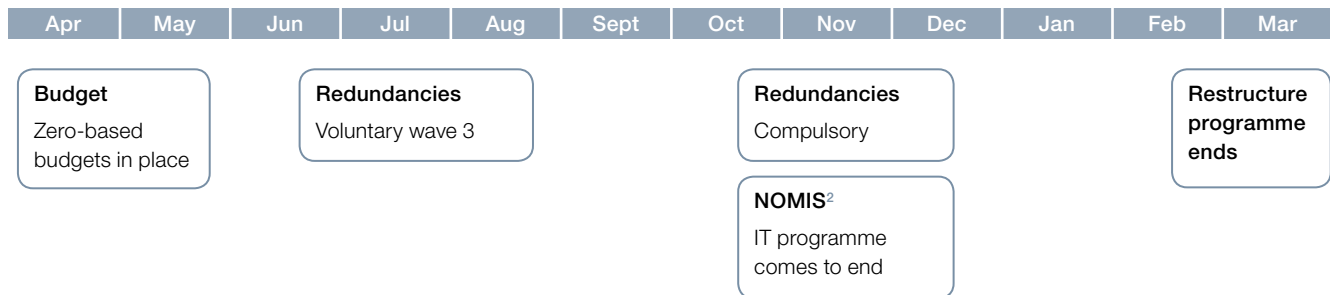 Apr May Jun Jul Aug Sept Oct Nov Dec Jan Feb Mar
Budget
Zero-based
budgets in place
Redundancies
Voluntary wave 3
Redundancies
Compulsory
NOMIS²
IT programme
comes to end
Restructure
programme
ends